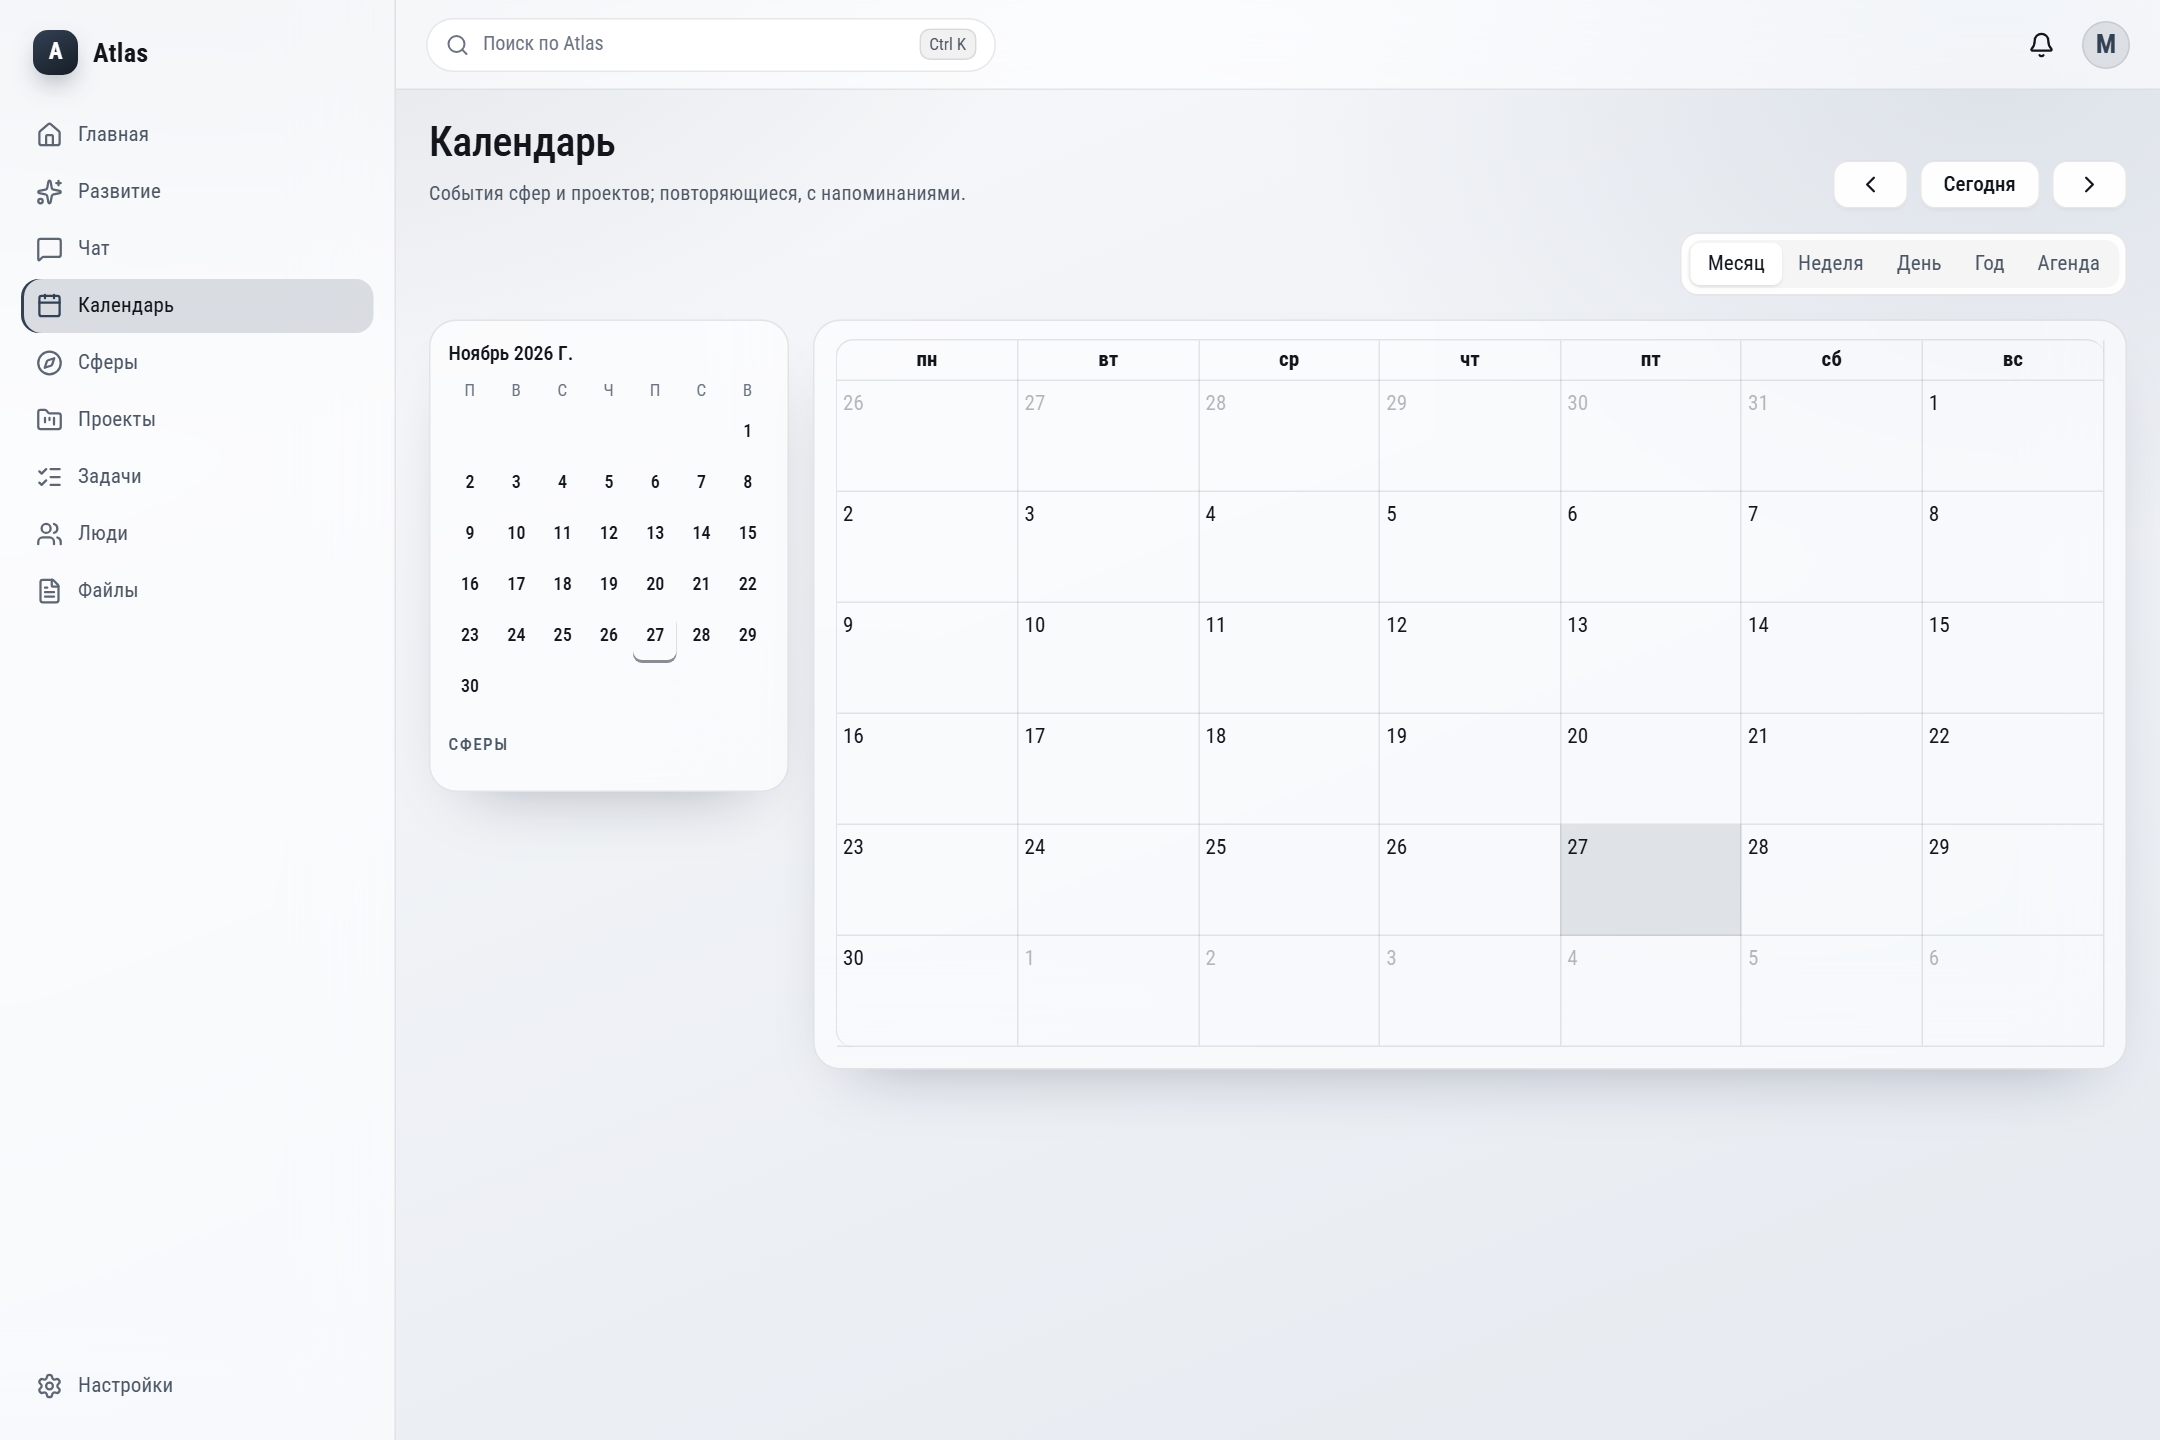 A Atlas
Поиск по Atlas Ctrl K
M
Главная
Развитие
Чат
Календарь
Сферы
Проекты
Задачи
Люди
Файлы
Настройки
Календарь
События сфер и проектов; повторяющиеся, с напоминаниями.
Сегодня
Месяц Неделя День Год Агенда
Ноябрь 2026 Г.
П В С Ч П С В
1
2 3 4 5 6 7 8
9 10 11 12 13 14 15
16 17 18 19 20 21 22
23 24 25 26 27 28 29
30
СФЕРЫ
пн вт ср чт пт сб вс
26 27 28 29 30 31 1
2 3 4 5 6 7 8
9 10 11 12 13 14 15
16 17 18 19 20 21 22
23 24 25 26 27 28 29
30 1 2 3 4 5 6